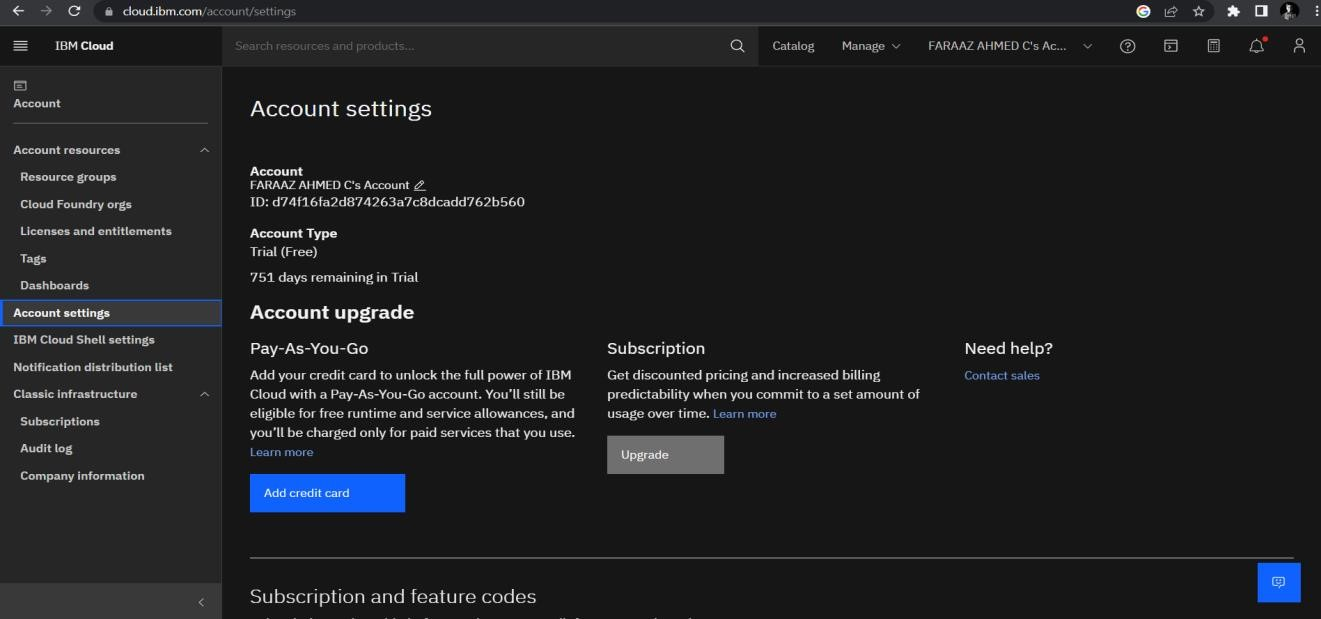 cloud.ibm.com/account/settings
IBM Cloud
Search resources and products...
Catalog
Manage
FARAAZ AHMED C's Ac...
Account
Account resources
Resource groups
Cloud Foundry orgs
Licenses and entitlements
Tags
Dashboards
Account settings
IBM Cloud Shell settings
Notification distribution list
Classic infrastructure
Subscriptions
Audit log
Company information
Account settings
Account
FARAAZ AHMED C's Account
ID: d74f16fa2d874263a7c8dcadd762b560
Account Type
Trial (Free)
751 days remaining in Trial
Account upgrade
Pay-As-You-Go
Add your credit card to unlock the full power of IBM
Cloud with a Pay-As-You-Go account. You’ll still be
eligible for free runtime and service allowances, and
you’ll be charged only for paid services that you use.
Learn more
Add credit card
Subscription
Get discounted pricing and increased billing
predictability when you commit to a set amount of
usage over time. Learn more
Upgrade
Need help?
Contact sales
Subscription and feature codes